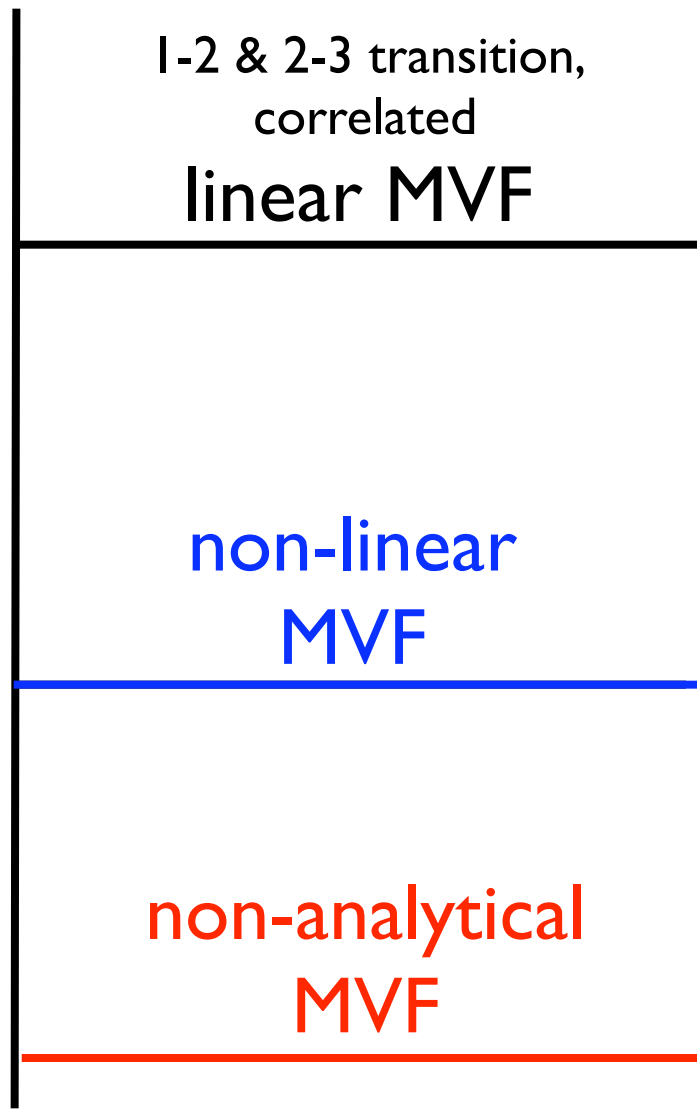 1-2 & 2-3 transition,
correlated
linear MVF
non-linear
MVF
non-analytical
MVF